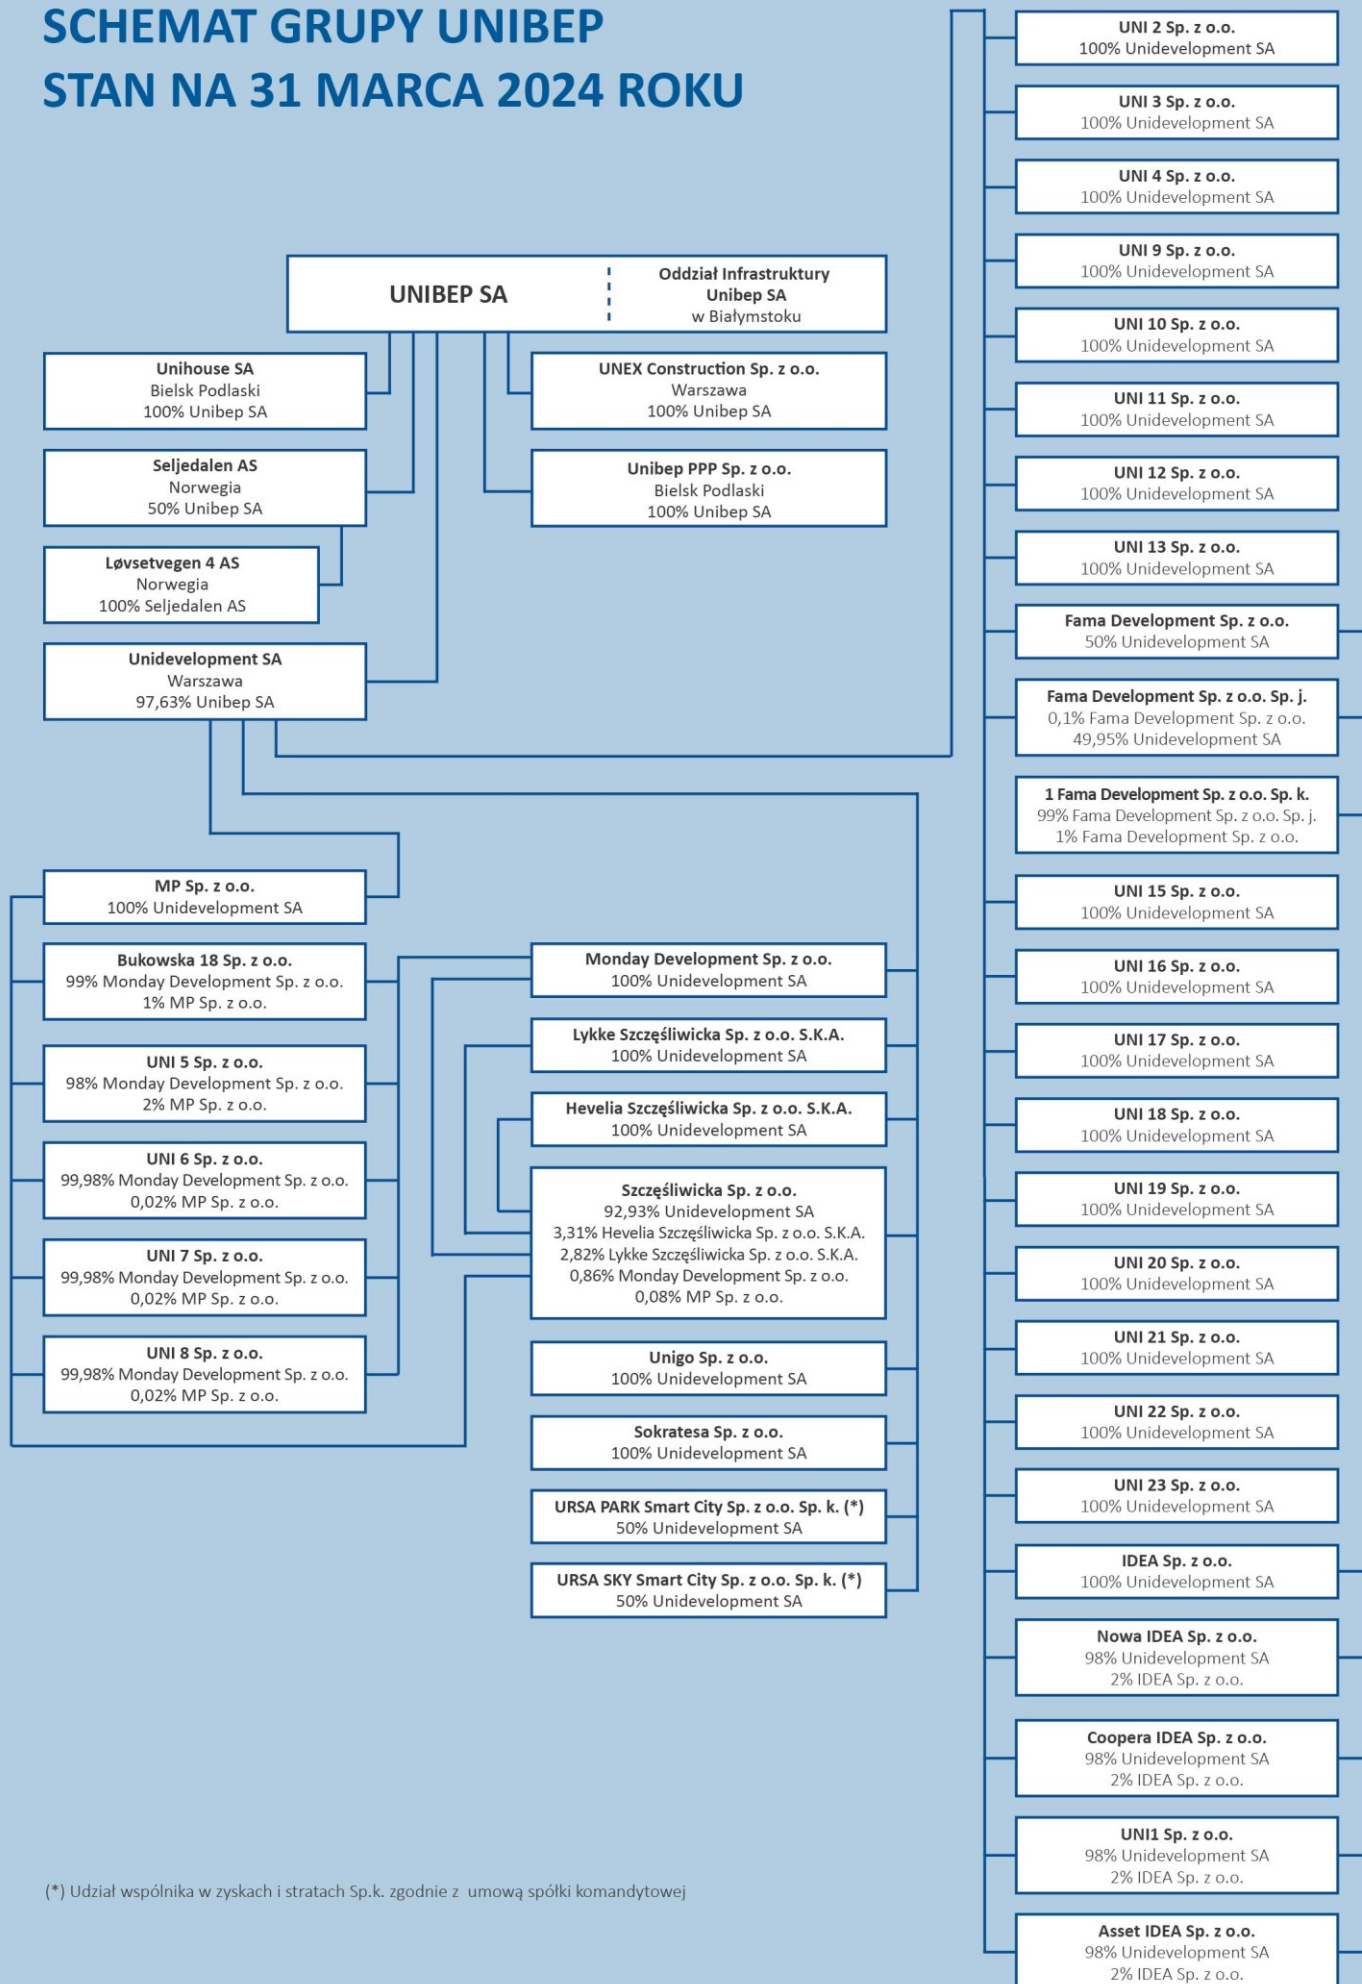 SCHEMAT GRUPY UNIBEP
STAN NA 31 MARCA 2024 ROKU
UNIBEP SA
Oddział Infrastruktury
Unibep SA
w Białymstoku
Unihouse SA
Bielsk Podlaski
100% Unibep SA
UNEX Construction Sp. z o.o.
Warszawa
100% Unibep SA
Seljedalen AS
Norwegia
50% Unibep SA
Unibep PPP Sp. z o.o.
Bielsk Podlaski
100% Unibep SA
Løvsetvegen 4 AS
Norwegia
100% Seljedalen AS
Unidevelopment SA
Warszawa
97,63% Unibep SA
MP Sp. z o.o.
100% Unidevelopment SA
Bukowska 18 Sp. z o.o.
99% Monday Development Sp. z o.o.
1% MP Sp. z o.o.
UNI 5 Sp. z o.o.
98% Monday Development Sp. z o.o.
2% MP Sp. z o.o.
UNI 6 Sp. z o.o.
99,98% Monday Development Sp. z o.o.
0,02% MP Sp. z o.o.
UNI 7 Sp. z o.o.
99,98% Monday Development Sp. z o.o.
0,02% MP Sp. z o.o.
UNI 8 Sp. z o.o.
99,98% Monday Development Sp. z o.o.
0,02% MP Sp. z o.o.
Monday Development Sp. z o.o.
100% Unidevelopment SA
Lykke Szczęśliwicka Sp. z o.o. S.K.A.
100% Unidevelopment SA
Hevelia Szczęśliwicka Sp. z o.o. S.K.A.
100% Unidevelopment SA
Szczęśliwicka Sp. z o.o.
92,93% Unidevelopment SA
3,31% Hevelia Szczęśliwicka Sp. z o.o. S.K.A.
2,82% Lykke Szczęśliwicka Sp. z o.o. S.K.A.
0,86% Monday Development Sp. z o.o.
0,08% MP Sp. z o.o.
Unigo Sp. z o.o.
100% Unidevelopment SA
Sokratesa Sp. z o.o.
100% Unidevelopment SA
URSA PARK Smart City Sp. z o.o. Sp. k. (*)
50% Unidevelopment SA
URSA SKY Smart City Sp. z o.o. Sp. k. (*)
50% Unidevelopment SA
UNI 2 Sp. z o.o.
100% Unidevelopment SA
UNI 3 Sp. z o.o.
100% Unidevelopment SA
UNI 4 Sp. z o.o.
100% Unidevelopment SA
UNI 9 Sp. z o.o.
100% Unidevelopment SA
UNI 10 Sp. z o.o.
100% Unidevelopment SA
UNI 11 Sp. z o.o.
100% Unidevelopment SA
UNI 12 Sp. z o.o.
100% Unidevelopment SA
UNI 13 Sp. z o.o.
100% Unidevelopment SA
Fama Development Sp. z o.o.
50% Unidevelopment SA
Fama Development Sp. z o.o. Sp. j.
0,1% Fama Development Sp. z o.o.
49,95% Unidevelopment SA
1 Fama Development Sp. z o.o. Sp. k.
99% Fama Development Sp. z o.o. Sp. j.
1% Fama Development Sp. z o.o.
UNI 15 Sp. z o.o.
100% Unidevelopment SA
UNI 16 Sp. z o.o.
100% Unidevelopment SA
UNI 17 Sp. z o.o.
100% Unidevelopment SA
UNI 18 Sp. z o.o.
100% Unidevelopment SA
UNI 19 Sp. z o.o.
100% Unidevelopment SA
UNI 20 Sp. z o.o.
100% Unidevelopment SA
UNI 21 Sp. z o.o.
100% Unidevelopment SA
UNI 22 Sp. z o.o.
100% Unidevelopment SA
UNI 23 Sp. z o.o.
100% Unidevelopment SA
IDEA Sp. z o.o.
100% Unidevelopment SA
Nowa IDEA Sp. z o.o.
98% Unidevelopment SA
2% IDEA Sp. z o.o.
Coopera IDEA Sp. z o.o.
98% Unidevelopment SA
2% IDEA Sp. z o.o.
UNI1 Sp. z o.o.
98% Unidevelopment SA
2% IDEA Sp. z o.o.
Asset IDEA Sp. z o.o.
98% Unidevelopment SA
2% IDEA Sp. z o.o.
(*) Udział wspólnika w zyskach i stratach Sp.k. zgodnie z umową spółki komandytowej